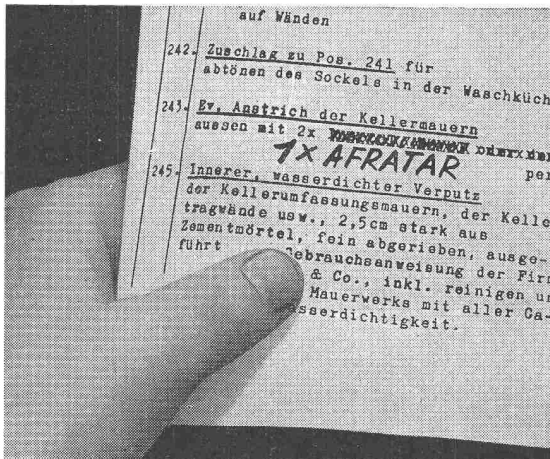 auf Wänden
242. Zuschlag zu Pos. 241 für
abtönen des Sockels in der Waschküch
243. Ev. Anstrich der Kellermauern
aussen mit 2x
1X AFRATAR
per
245. Innerer, wasserdichter Verputz
der Kellerumfassungsmauern, der Kelle
tragwände usw., 2,5cm stark aus
Zementmörtel, fein abgerieben, ausge-
führt Gebrauchsanweisung der Firm
& Co., inkl. reinigen un
Mauerwerks mit aller Ga-
asserdichtigkeit.